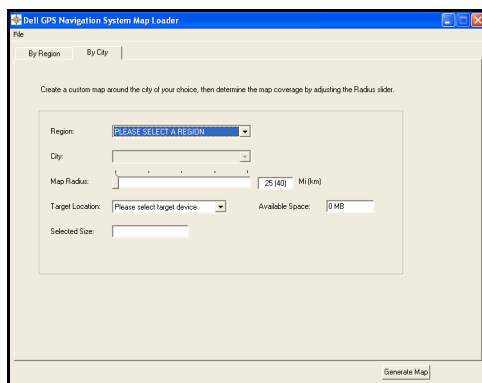 Dell GPS Navigation System Map Loader
File
By Region By City
Create a custom map around the city of your choice, then determine the map coverage by adjusting the Radius slider.
Region: PLEASE SELECT A REGION
City:
Map Radius: 25 (40) Mi (km)
Target Location: Please select target device Available Space: 0 MB
Selected Size:
Generate Map